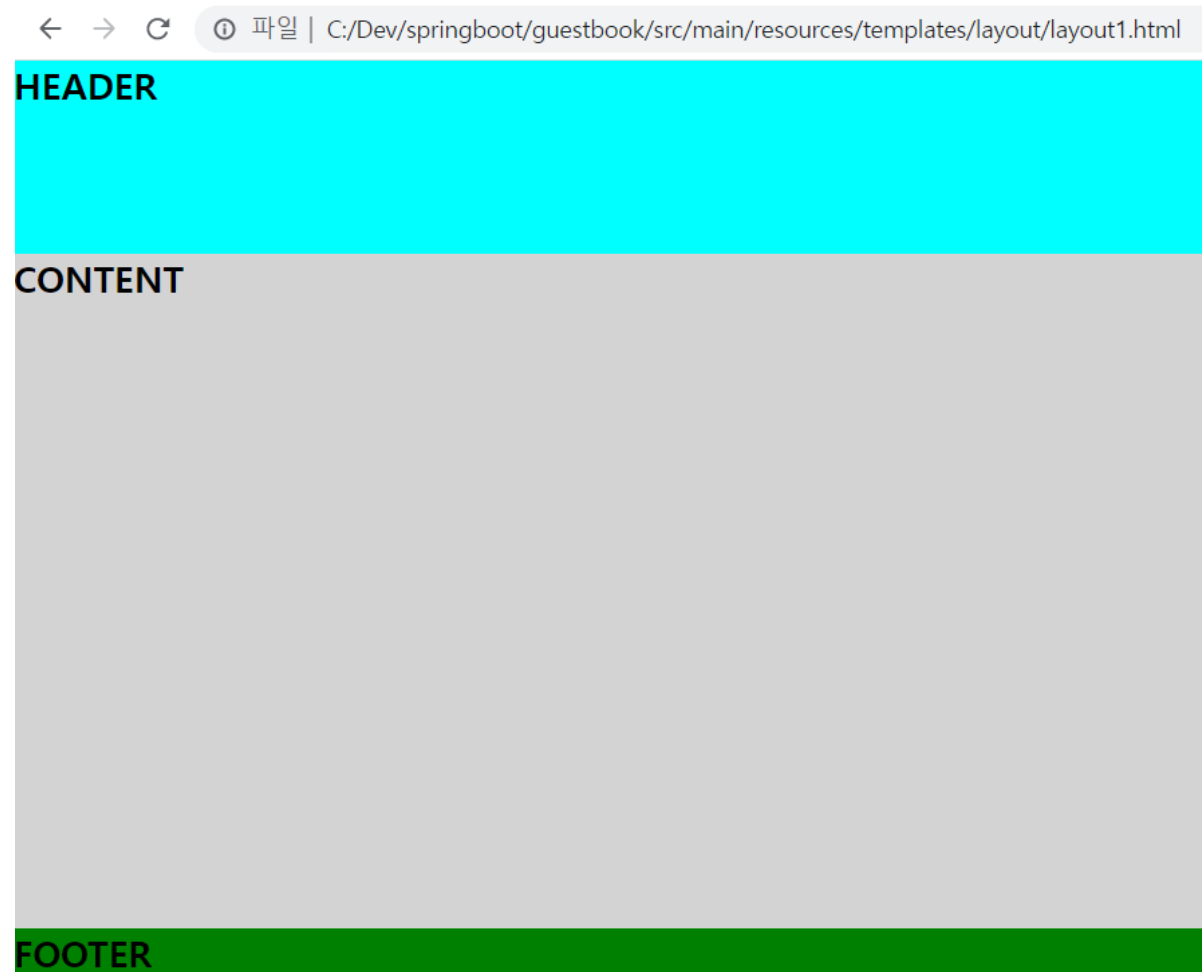 파일 | C:/Dev/springboot/guestbook/src/main/resources/templates/layout/layout1.html
HEADER
CONTENT
FOOTER